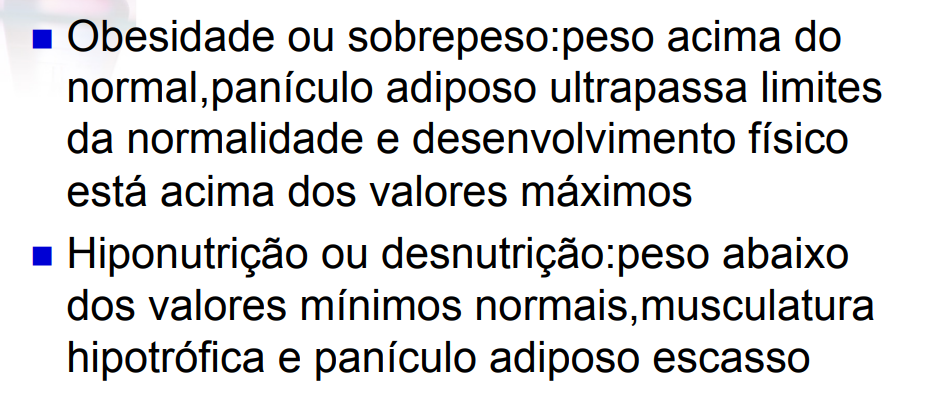 Obesidade ou sobrepeso:peso acima do
normal,panículo adiposo ultrapassa limites
da normalidade e desenvolvimento físico
está acima dos valores máximos
Hiponutrição ou desnutrição:peso abaixo
dos valores mínimos normais,musculatura
hipotrófica e panículo adiposo escasso